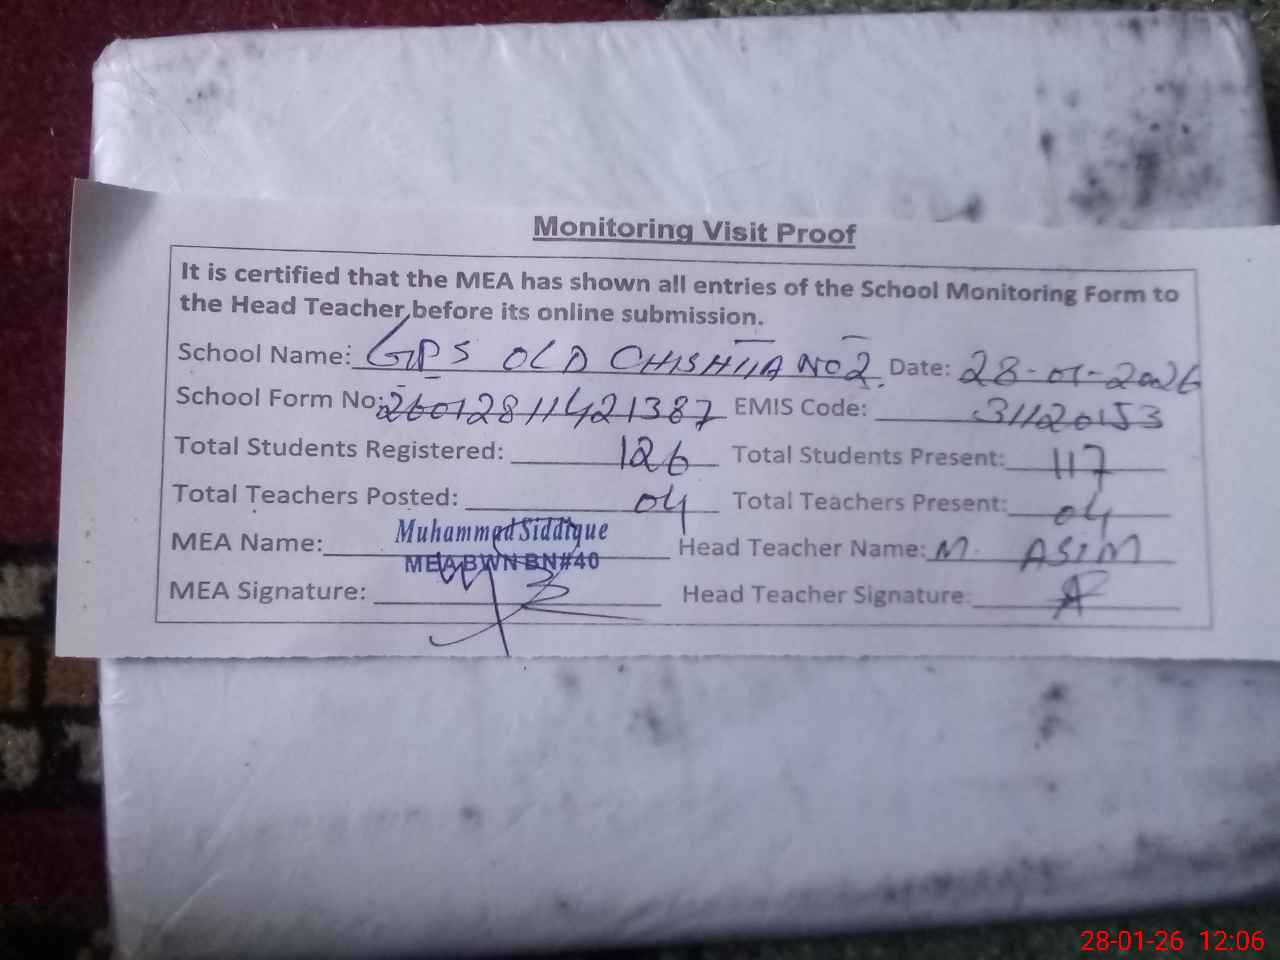 Monitoring Visit Proof
It is certified that the MEA has shown all entries of the School Monitoring Form to
the Head Teacher before its online submission.
School Name: GPS OLD CHISHTIA NO 2. Date: 28-01-2026
School Form No: 26012811421387 EMIS Code: 31120153
Total Students Registered: 126 Total Students Present: 117
Total Teachers Posted: 04 Total Teachers Present: 04
MEA Name: Muhammad Siddique Head Teacher Name: M. ASIM
MEA BWN BN#40
MEA Signature: Head Teacher Signature:
28-01-26 12:06